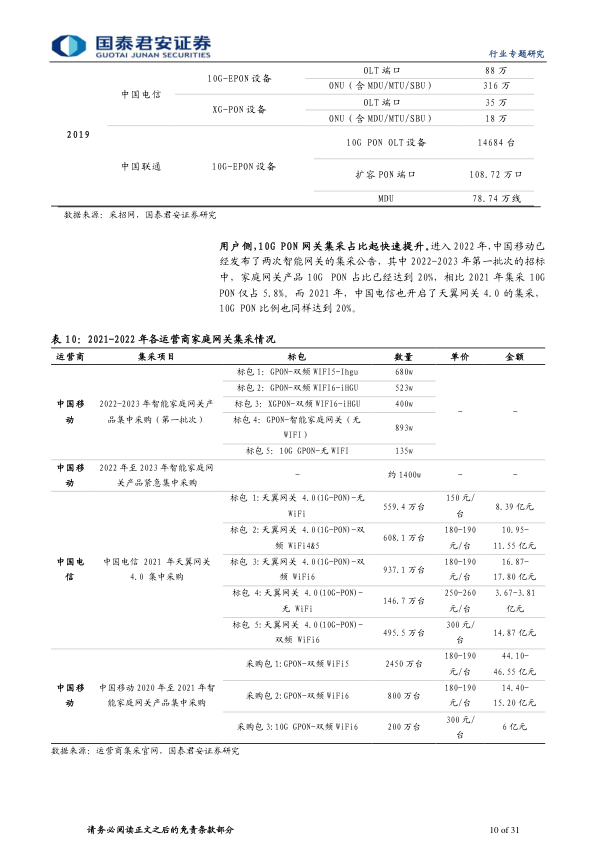 国泰君安证券
GUOTAI JUNAN SECURITIES
行业专题研究
2019 中国电信 10G-EPON 设备 OLT 端口 88 万
ONU（含 MDU/MTU/SBU） 316 万
XG-PON 设备 OLT 端口 35 万
ONU（含 MDU/MTU/SBU） 18 万
中国联通 10G-EPON 设备 10G PON OLT 设备 14684 台
扩容 PON 端口 108.72 万口
MDU 78.74 万线
数据来源：采招网，国泰君安证券研究
用户侧，10G PON 网关集采占比起快速提升。进入 2022 年，中国移动已
经发布了两次智能网关的集采公告，其中 2022-2023 年第一批次的招标
中，家庭网关产品 10G PON 占比已经达到 20%，相比 2021 年集采 10G
PON 仅占 5.8%。而 2021 年，中国电信也开启了天翼网关 4.0 的集采，
10G PON 比例也同样达到 20%。
表 10：2021-2022 年各运营商家庭网关集采情况
运营商 集采项目 标包 数量 单价 金额
中国移动 2022-2023 年智能家庭网关产品集中采购（第一批次） 标包 1：GPON-双频 WIFI5-Ihgu 680w - -
标包 2：GPON-双频 WIFI6-iHGU 523w
标包 3：XGPON-双频 WIFI6-iHGU 400w
标包 4：GPON-智能家庭网关（无 WIFI） 893w
标包 5：10G GPON-无 WIFI 135w
中国移动 2022 年至 2023 年智能家庭网关产品紧急集中采购 - 约 1400w - -
中国电信 中国电信 2021 年天翼网关 4.0 集中采购 标包 1:天翼网关 4.0(1G-PON)-无 WiFi 559.4 万台 150 元/台 8.39 亿元
标包 2:天翼网关 4.0(1G-PON)-双频 WiFi4&5 608.1 万台 180-190 元/台 10.95-11.55 亿元
标包 3:天翼网关 4.0(1G-PON)-双频 WiFi6 937.1 万台 180-190 元/台 16.87-17.80 亿元
标包 4:天翼网关 4.0(10G-PON)-无 WiFi 146.7 万台 250-260 元/台 3.67-3.81 亿元
标包 5:天翼网关 4.0(10G-PON)-双频 WiFi6 495.5 万台 300 元/台 14.87 亿元
中国移动 中国移动 2020 年至 2021 年智能家庭网关产品集中采购 采购包 1:GPON-双频 WiFi5 2450 万台 180-190 元/台 44.10-46.55 亿元
采购包 2:GPON-双频 WiFi6 800 万台 180-190 元/台 14.40-15.20 亿元
采购包 3:10G GPON-双频 WiFi6 200 万台 300 元/台 6 亿元
数据来源：运营商集采官网，国泰君安证券研究
请务必阅读正文之后的免责条款部分
10 of 31